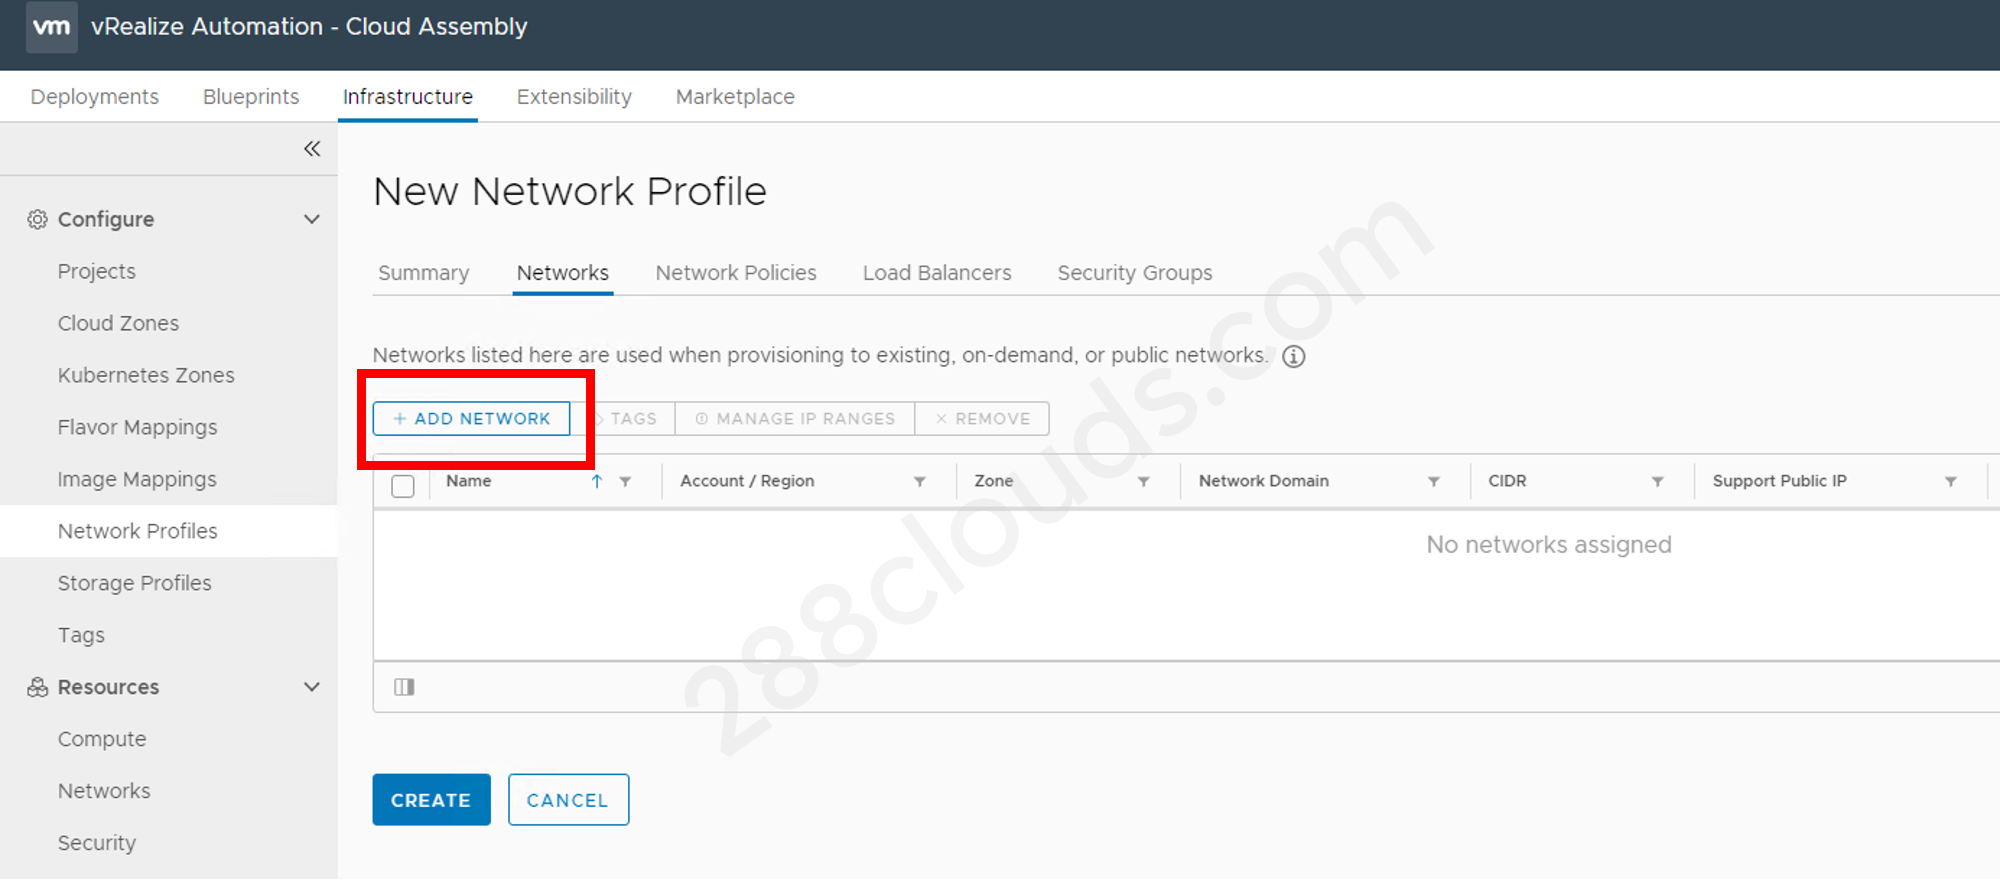 vm vRealize Automation - Cloud Assembly
Deployments Blueprints Infrastructure Extensibility Marketplace
Configure
Projects
Cloud Zones
Kubernetes Zones
Flavor Mappings
Image Mappings
Network Profiles
Storage Profiles
Tags
Resources
Compute
Networks
Security
New Network Profile
Summary Networks Network Policies Load Balancers Security Groups
Networks listed here are used when provisioning to existing, on-demand, or public networks.
+ ADD NETWORK TAGS MANAGE IP RANGES × REMOVE
Name Account / Region Zone Network Domain CIDR Support Public IP
No networks assigned
CREATE CANCEL
288clouds.com